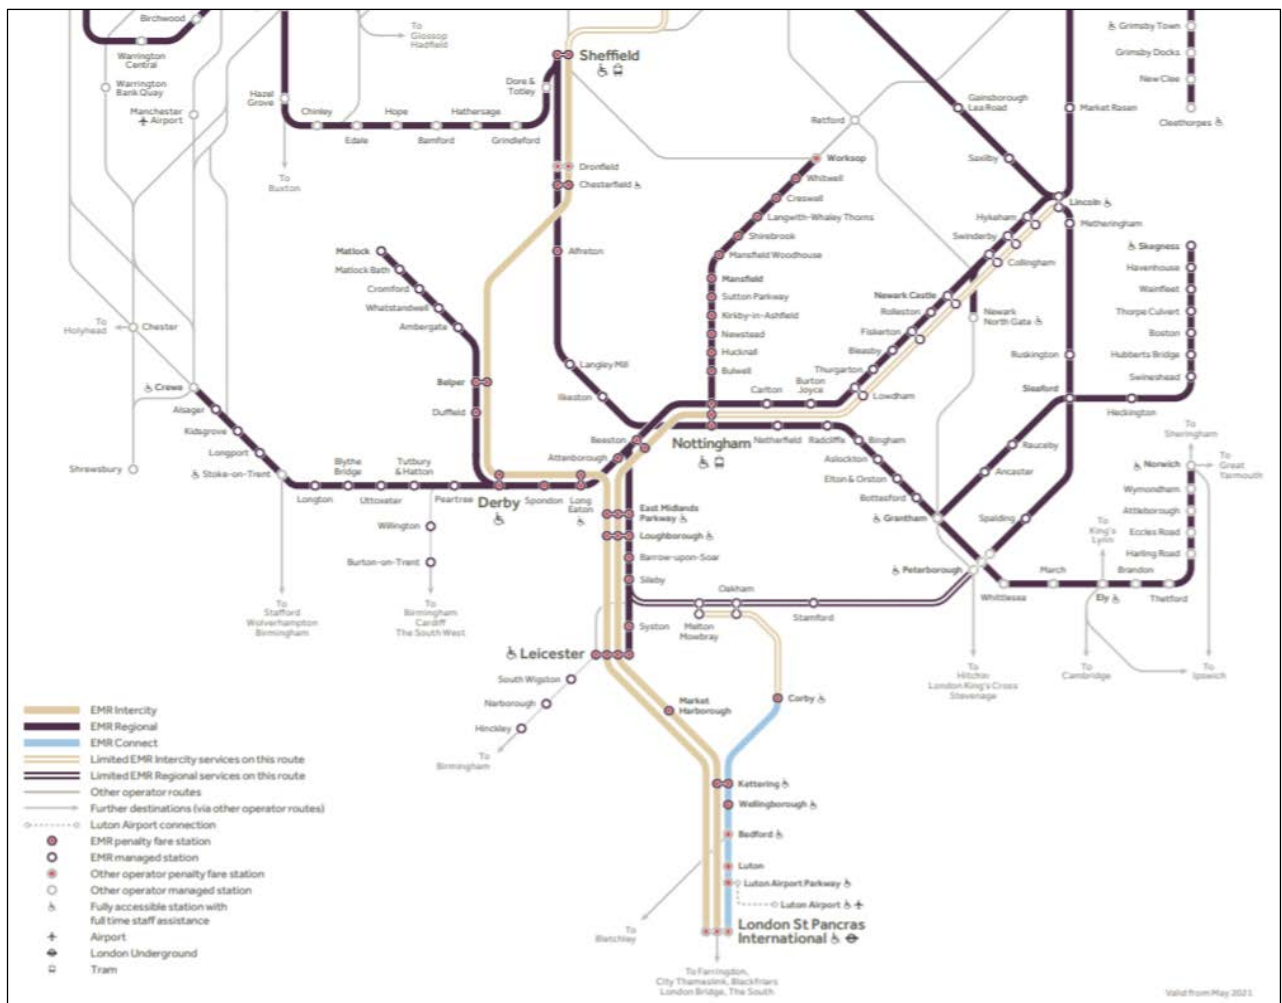 Birchwood
Warrington
Central
Warrington
Bank Quay
Manchester
Airport
Hazel
Grove
To
Buxton
To
Glossop
Hadfield
Chinley
Edale
Hope
Bamford
Hathersage
Grindleford
Dore &
Totley
Sheffield
Dronfield
Chesterfield
Alfreton
Langley Mill
Ilkeston
Matlock
Matlock Bath
Cromford
Whatstandwell
Ambergate
Belper
Duffield
To
Holyhead
Chester
Crewe
Alsager
Kidsgrove
Longport
Stoke-on-Trent
Shrewsbury
Longton
Blythe
Bridge
Uttoxeter
Tutbury
& Hatton
Peartree
Derby
Spondon
Long
Eaton
Attenborough
Beeston
Nottingham
Willington
Burton-on-Trent
To
Stafford
Wolverhampton
Birmingham
To
Birmingham
Cardiff
The South West
Retford
Worksop
Whitwell
Creswell
Langwith-Whaley Thorns
Shirebrook
Mansfield Woodhouse
Mansfield
Sutton Parkway
Kirkby-in-Ashfield
Newstead
Hucknall
Bulwell
Carlton
Burton
Joyce
Lowdham
Thurgarton
Bleasby
Fiskerton
Rolleston
Newark Castle
Collingham
Swinderby
Hykeham
Lincoln
Saxilby
Gainsborough
Lea Road
Market Rasen
Grimsby Town
Grimsby Docks
New Clee
Cleethorpes
Metheringham
Newark
North Gate
Ruskington
Sleaford
Heckington
Skegness
Havenhouse
Wainfleet
Thorpe Culvert
Boston
Hubberts Bridge
Swineshead
Netherfield
Radcliffe
Bingham
Aslockton
Elton & Orston
Bottesford
Grantham
Rauceby
Ancaster
Spalding
Peterborough
Whittlesea
March
Ely
Brandon
Thetford
Harling Road
Eccles Road
Attleborough
Wymondham
Norwich
To
Sheringham
To
Great
Yarmouth
To
King's
Lynn
To
Hitchin
London King's Cross
Stevenage
To
Cambridge
To
Ipswich
East Midlands
Parkway
Loughborough
Barrow-upon-Soar
Sileby
Syston
Leicester
Oakham
Melton
Mowbray
Stamford
South Wigston
Narborough
Hinckley
To
Birmingham
Market
Harborough
Corby
Kettering
Wellingborough
Bedford
Luton
Luton Airport Parkway
Luton Airport
To
Bletchley
London St Pancras
International
To Farringdon,
City Thameslink, Blackfriars
London Bridge, The South
EMR Intercity
EMR Regional
EMR Connect
Limited EMR Intercity services on this route
Limited EMR Regional services on this route
Other operator routes
Further destinations (via other operator routes)
Luton Airport connection
EMR penalty fare station
EMR managed station
Other operator penalty fare station
Other operator managed station
Fully accessible station with
full time staff assistance
Airport
London Underground
Tram
Valid from May 2021